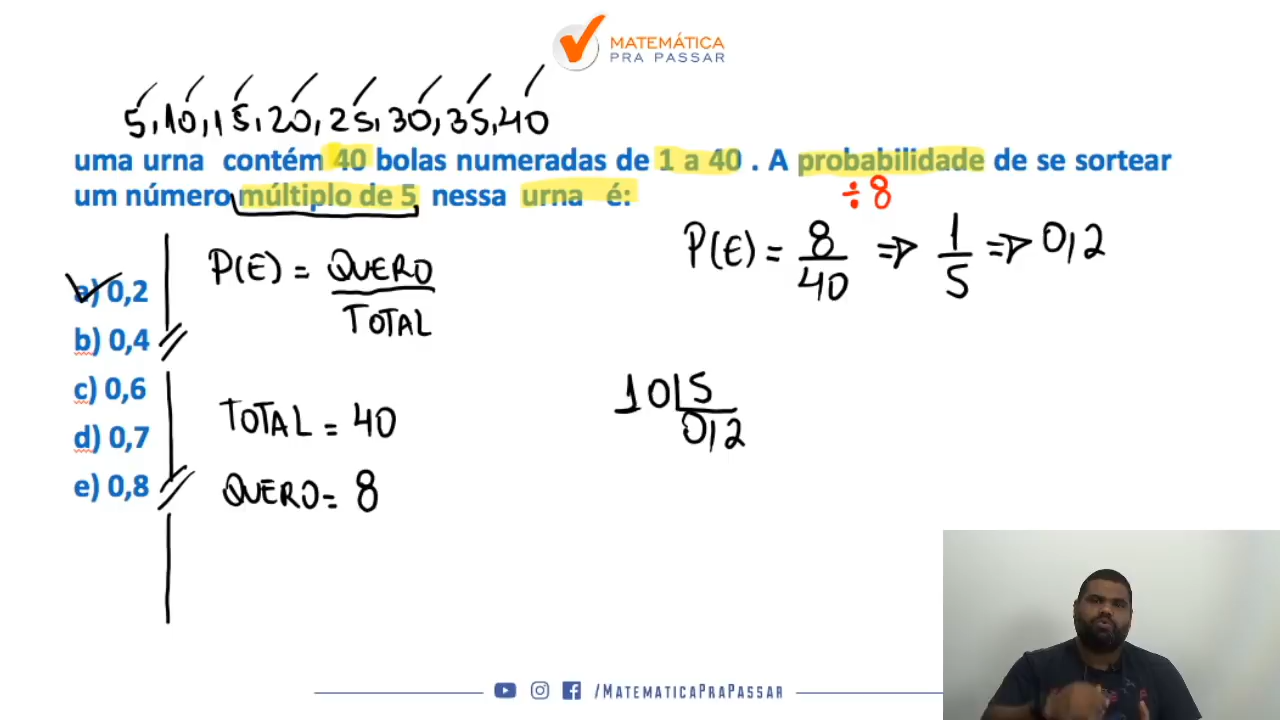 MATEMÁTICA
PRA PASSAR
5, 10, 15, 20, 25, 30, 35, 40
uma urna contém 40 bolas numeradas de 1 a 40 . A probabilidade de se sortear
um número múltiplo de 5 nessa urna é:
÷8
a) 0,2
b) 0,4
c) 0,6
d) 0,7
e) 0,8
P(E) = QUERO
TOTAL
TOTAL = 40
QUERO = 8
P(E) = 8/40 ⇒ 1/5 ⇒ 0,2
10 5
0,2
/MATEMATICAPRAPASSAR